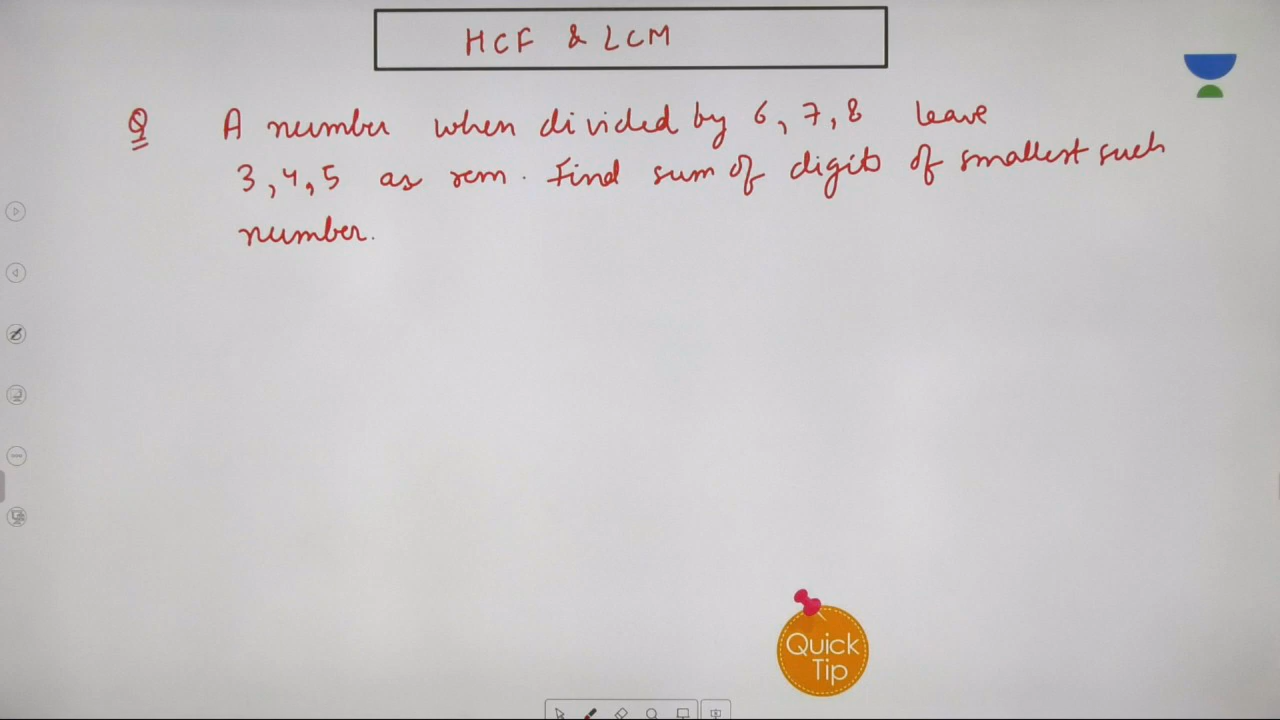 HCF & LCM
Q A number when divided by 6, 7, 8 leave
3, 4, 5 as rem. Find sum of digits of smallest such
number.
Quick
Tip